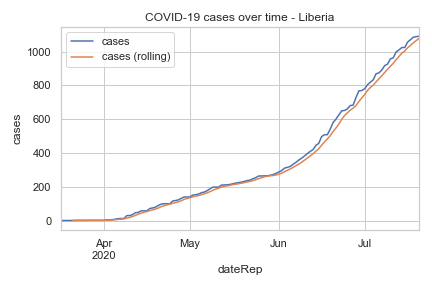 COVID-19 cases over time - Liberia
cases
cases (rolling)
1000
800
600
400
200
0
cases
Apr
2020
May
Jun
Jul
dateRep